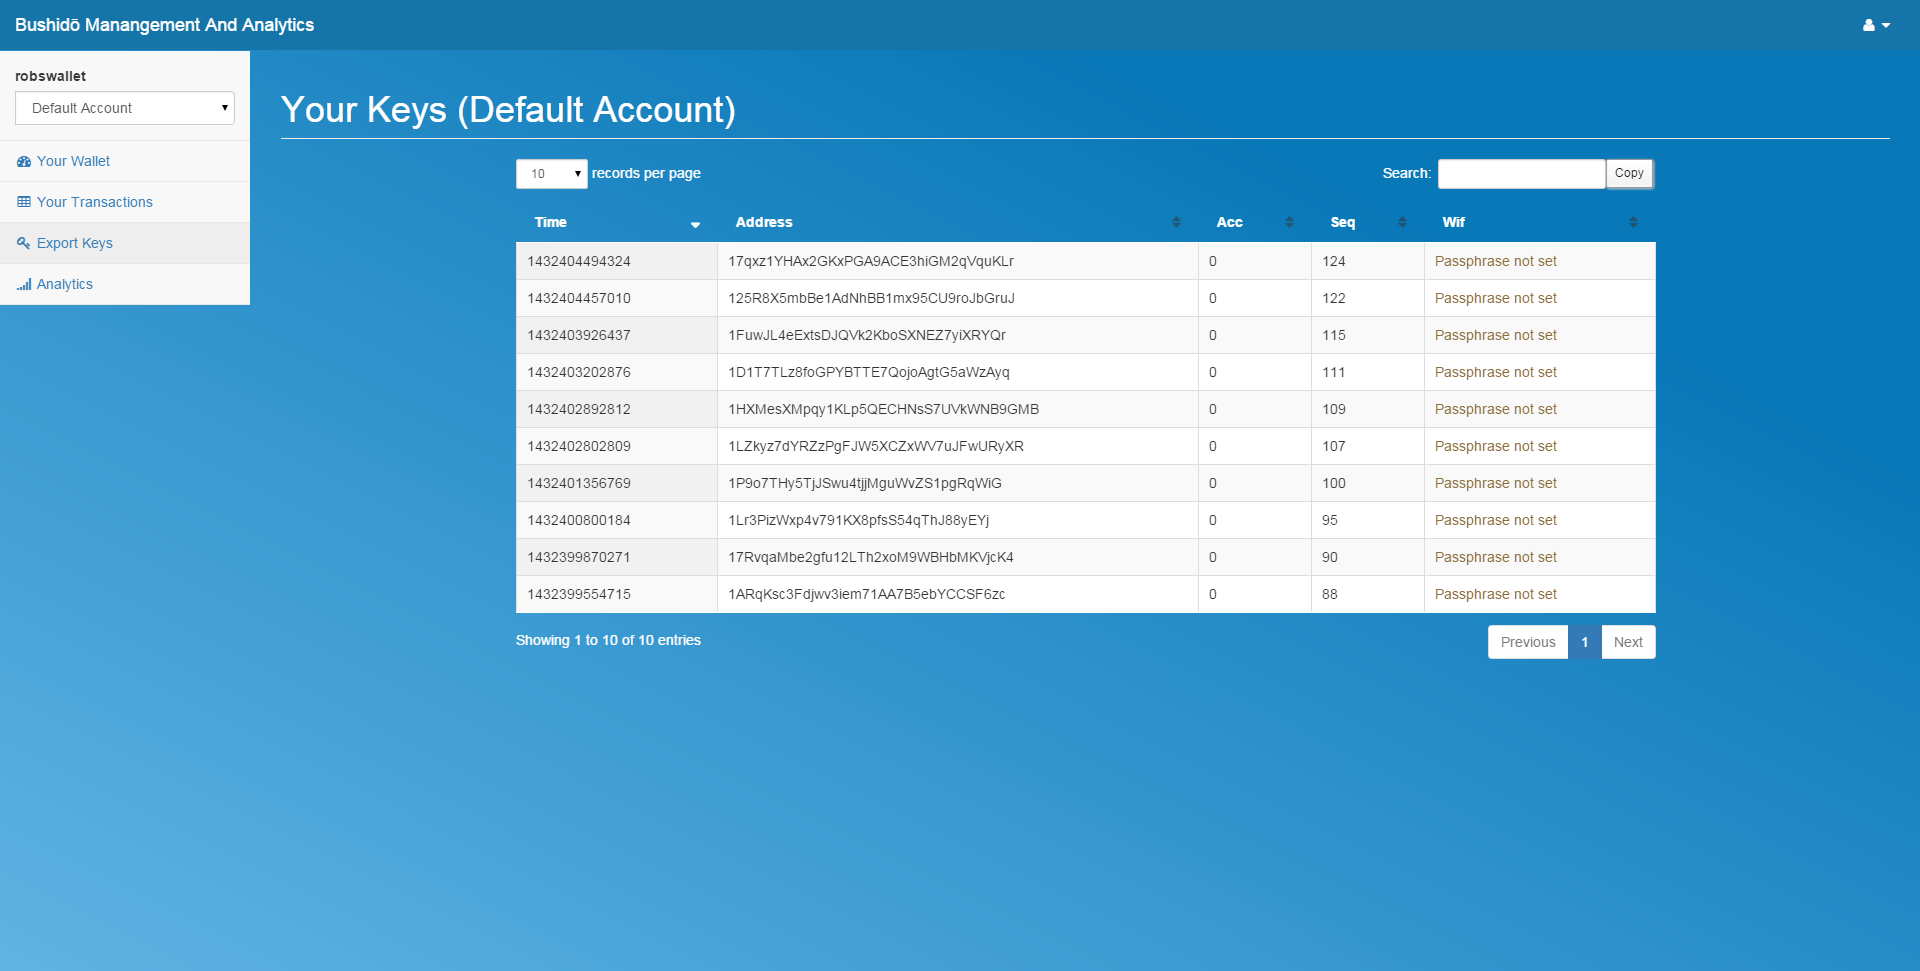 Bushidō Manangement And Analytics
robswallet
Default Account
Your Wallet
Your Transactions
Export Keys
Analytics
Your Keys (Default Account)
10 records per page
Search: Copy
Time Address Acc Seq Wif
1432404494324 17qxz1YHAx2GKxPGA9ACE3hiGM2qVquKLr 0 124 Passphrase not set
1432404457010 125R8X5mbBe1AdNhBB1mx95CU9roJbGruJ 0 122 Passphrase not set
1432403926437 1FuwJL4eExtsDJQVk2KboSXNEZ7yiXRYQr 0 115 Passphrase not set
1432403202876 1D1T7TLz8foGPYBTTE7QojoAgtG5aWzAyq 0 111 Passphrase not set
1432402892812 1HXMesXMpqy1KLp5QECHNsS7UVkWNB9GMB 0 109 Passphrase not set
1432402802809 1LZkyz7dYRZzPgFJW5XCZxWV7uJFwURyXR 0 107 Passphrase not set
1432401356769 1P9o7THy5TjJSwu4tjjMguWvZS1pgRqWiG 0 100 Passphrase not set
1432400800184 1Lr3PizWxp4v791KX8pfsS54qThJ88yEYj 0 95 Passphrase not set
1432399870271 17RvqaMbe2gfu12LTh2xoM9WBHbMKVjcK4 0 90 Passphrase not set
1432399554715 1ARqKsc3Fdjwv3iem71AA7B5ebYCCSF6zc 0 88 Passphrase not set
Showing 1 to 10 of 10 entries
Previous 1 Next